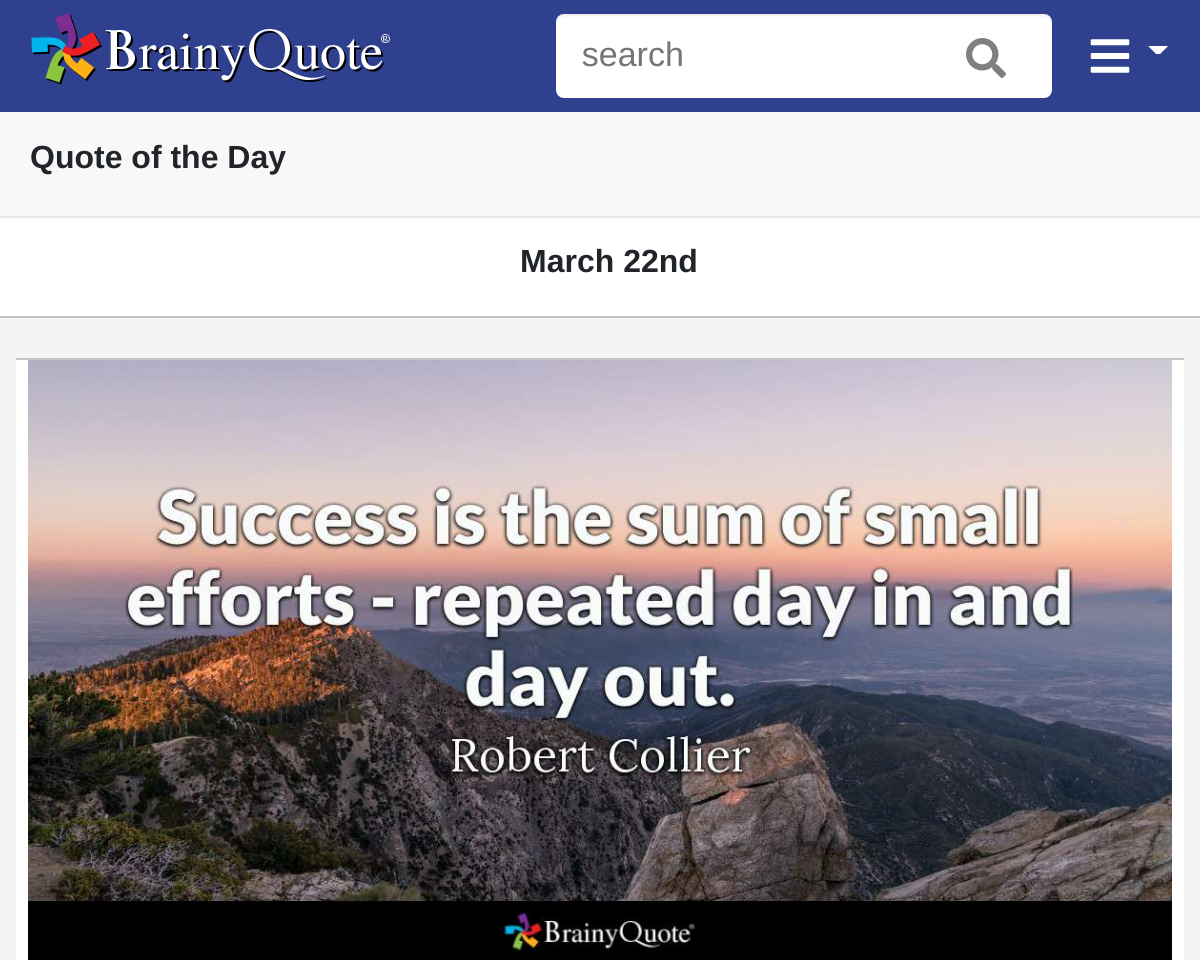 BrainyQuote®
search
Quote of the Day
March 22nd
Success is the sum of small
efforts - repeated day in and
day out.
Robert Collier
BrainyQuote®